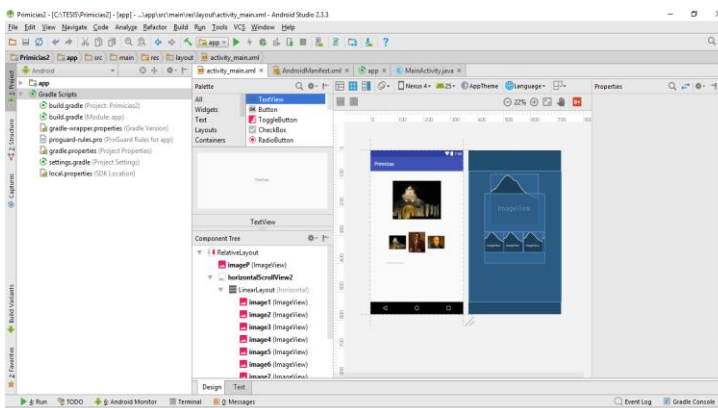 Primicias2 - [C:\TESIS\Primicias2] - [app] - ...\app\src\main\res\layout\activity_main.xml - Android Studio 2.3.3
File Edit View Navigate Code Analyze Refactor Build Run Tools VCS Window Help
app
Primicias2 app src main res layout activity_main.xml
Android
activity_main.xml
AndroidManifest.xml
app
MainActivity.java
1: Project
app
Gradle Scripts
build.gradle (Project: Primicias2)
build.gradle (Module: app)
gradle-wrapper.properties (Gradle Version)
proguard-rules.pro (ProGuard Rules for app)
gradle.properties (Project Properties)
settings.gradle (Project Settings)
local.properties (SDK Location)
7: Structure
Captures
Build Variants
2: Favorites
Palette
All
Widgets
Text
Layouts
Containers
TextView
Button
ToggleButton
CheckBox
RadioButton
TextView
Component Tree
RelativeLayout
imageP (ImageView)
horizontalScrollView2
LinearLayout (horizontal)
image1 (ImageView)
image2 (ImageView)
image3 (ImageView)
image4 (ImageView)
image5 (ImageView)
image6 (ImageView)
image7 (ImageView)
Design Text
Nexus 4 25 AppTheme Language
22%
Properties
Primicias
ImageView
4: Run TODO 6: Android Monitor Terminal 0: Messages
Event Log Gradle Console